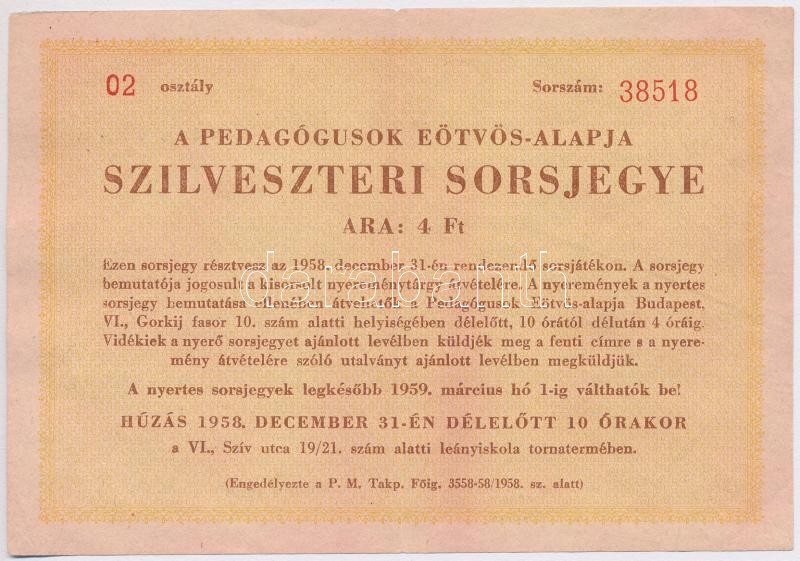 02 osztály Sorszám: 38518
A PEDAGÓGUSOK EÖTVÖS-ALAPJA
SZILVESZTERI SORSJEGYE
ARA: 4 Ft
Ezen sorsjegy résztvesz az 1958. december 31-én rendezendő sorsjátékon. A sorsjegy
bemutatója jogosult a kisorsolt nyereménytárgy átvételére. A nyeremények a nyertes
sorsjegy bemutatása ellenében átvehetők a Pedagógusok Eötvös-alapja Budapest,
VI., Gorkij fasor 10. szám alatti helyiségében délelőtt, 10 órától délután 4 óráig.
Vidékiek a nyerő sorsjegyet ajánlott levélben küldjék meg a fenti címre s a nyere-
mény átvételére szóló utalványt ajánlott levélben megküldjük.
A nyertes sorsjegyek legkésőbb 1959. március hó 1-ig válthatók be!
HÚZÁS 1958. DECEMBER 31-ÉN DÉLELŐTT 10 ÓRAKOR
a VI., Szív utca 19/21. szám alatti leányiskola tornatermében.
(Engedélyezte a P. M. Takp. Főig. 3558-58/1958. sz. alatt)
darabanth